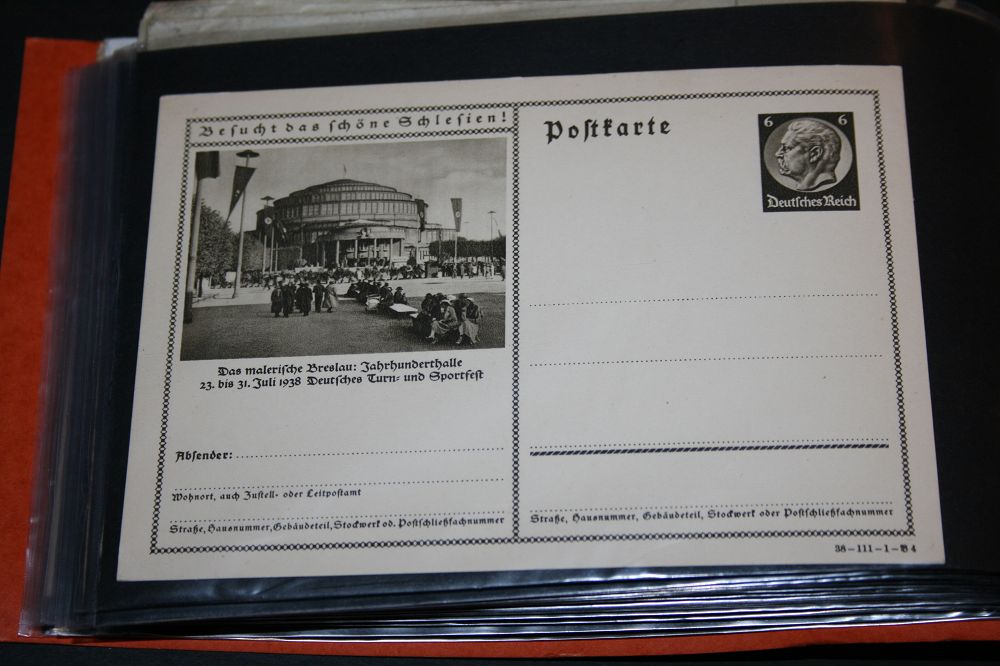 Besucht das schöne Schlesien!
Das malerische Breslau: Jahrhunderthalle
23. bis 31. Juli 1938 Deutsches Turn- und Sportfest
Absender:
Wohnort, auch Zustell- oder Leitpostamt
Straße, Hausnummer, Gebäudeteil, Stockwerk od. Postschließfachnummer
Postkarte
6 6
Deutsches Reich
Straße, Hausnummer, Gebäudeteil, Stockwerk oder Postschließfachnummer
38-111-1-B 4